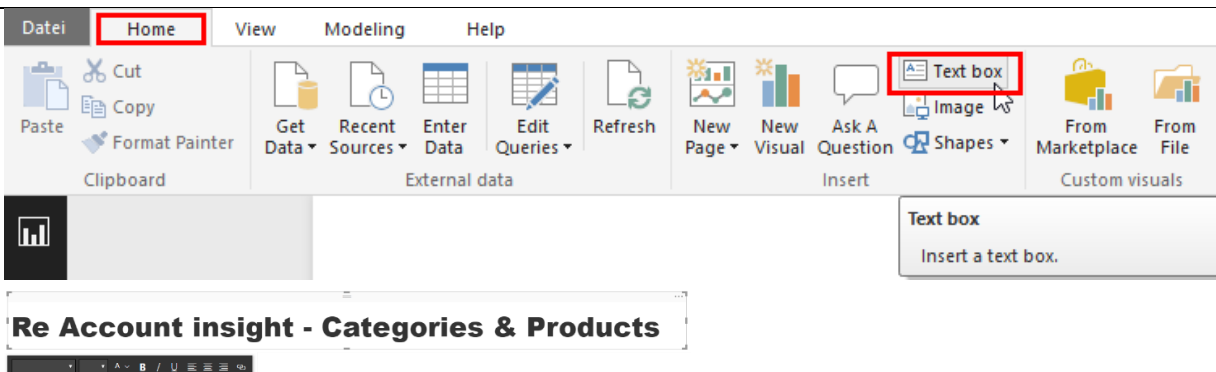 Datei Home View Modeling Help
Cut
Copy
Format Painter
Paste
Clipboard
Get Data
Recent Sources
Enter Data
Edit Queries
External data
Refresh
New Page
New Visual
Ask A Question
Text box
Image
Shapes
Insert
From Marketplace
From File
Custom visuals
Text box
Insert a text box.
Re Account insight - Categories & Products
A B / U